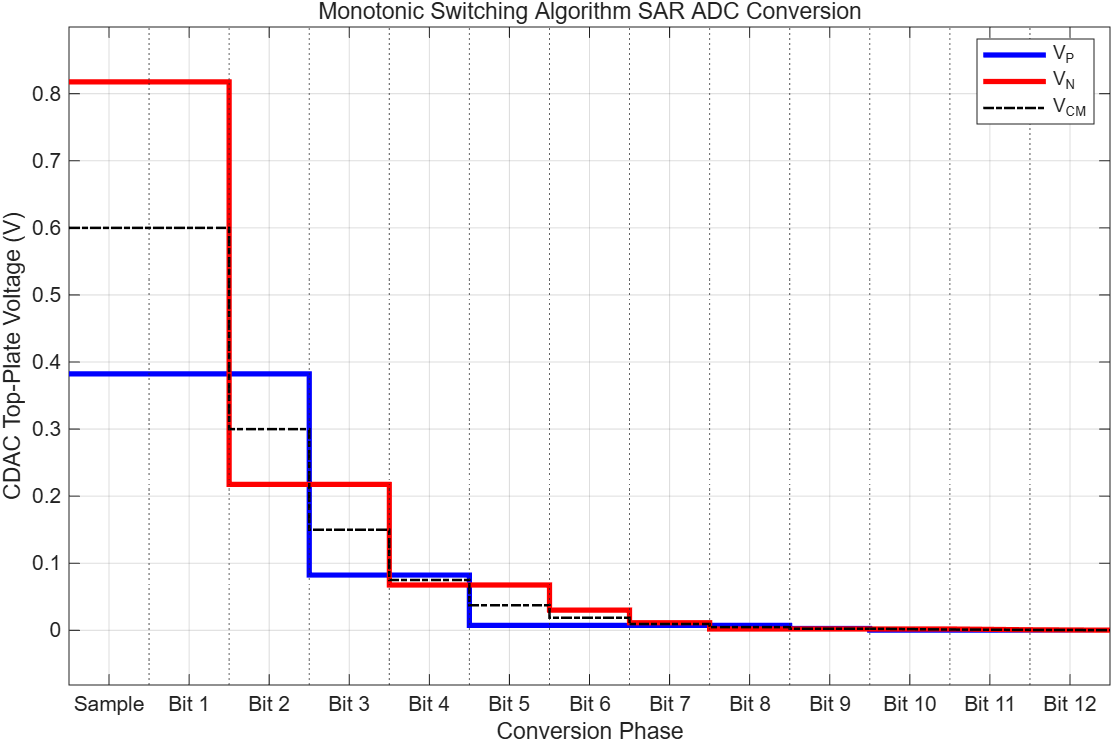 Monotonic Switching Algorithm SAR ADC Conversion
V_P
V_N
V_CM
CDAC Top-Plate Voltage (V)
0.8
0.7
0.6
0.5
0.4
0.3
0.2
0.1
0
Sample Bit 1 Bit 2 Bit 3 Bit 4 Bit 5 Bit 6 Bit 7 Bit 8 Bit 9 Bit 10 Bit 11 Bit 12
Conversion Phase